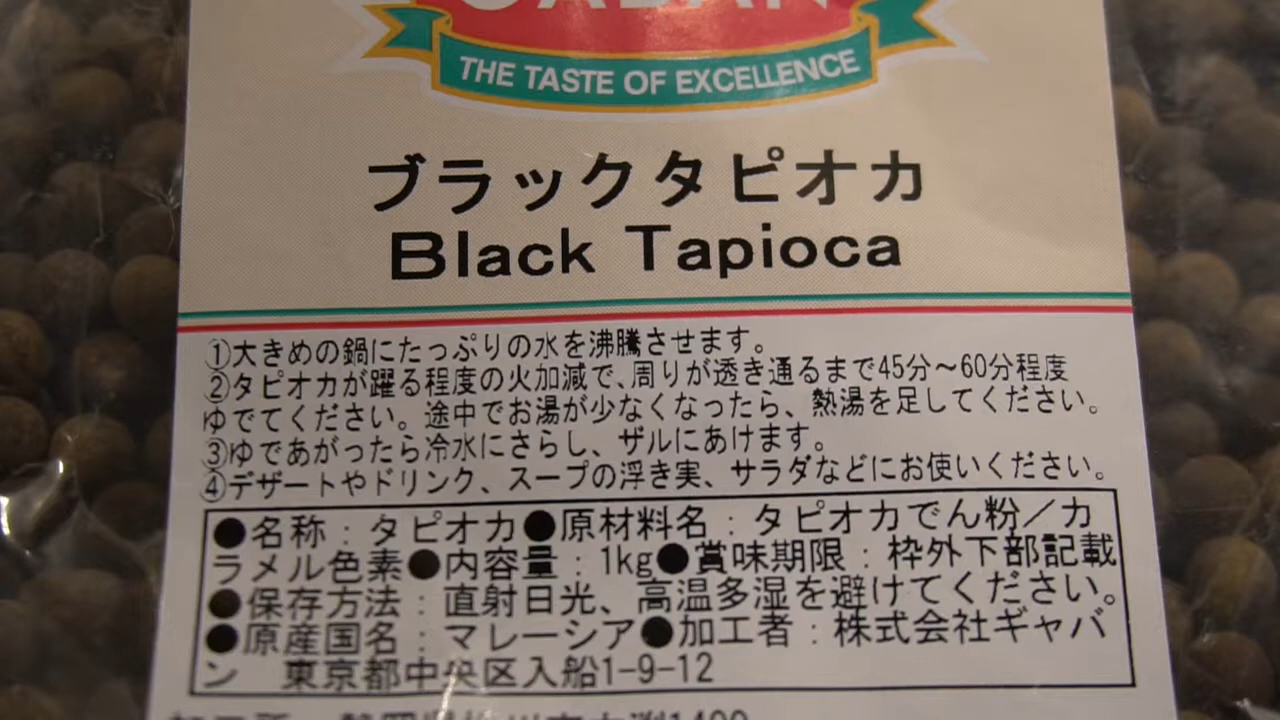 THE TASTE OF EXCELLENCE
ブラックタピオカ
Black Tapioca
①大きめの鍋にたっぷりの水を沸騰させます。
②タピオカが躍る程度の火加減で、周りが透き通るまで45分～60分程度
ゆでてください。途中でお湯が少なくなったら、熱湯を足してください。
③ゆであがったら冷水にさらし、ザルにあけます。
④デザートやドリンク、スープの浮き実、サラダなどにお使いください。
●名称：タピオカ●原材料名：タピオカでん粉／カ
ラメル色素●内容量：1kg●賞味期限：枠外下部記載
●保存方法：直射日光、高温多湿を避けてください。
●原産国名：マレーシア●加工者：株式会社ギャバ
ン　東京都中央区入船1-9-12